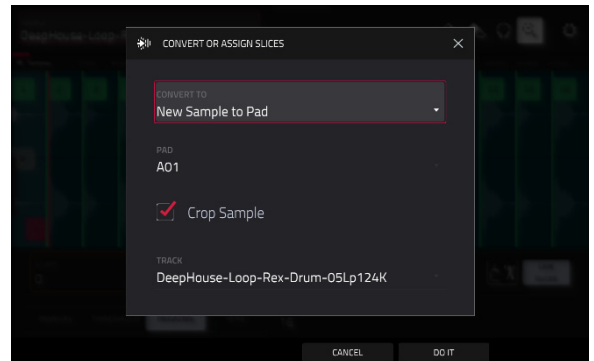 CONVERT OR ASSIGN SLICES
CONVERT TO
New Sample to Pad
PAD
A01
Crop Sample
TRACK
DeepHouse-Loop-Rex-Drum-05Lp124K
CANCEL
DO IT